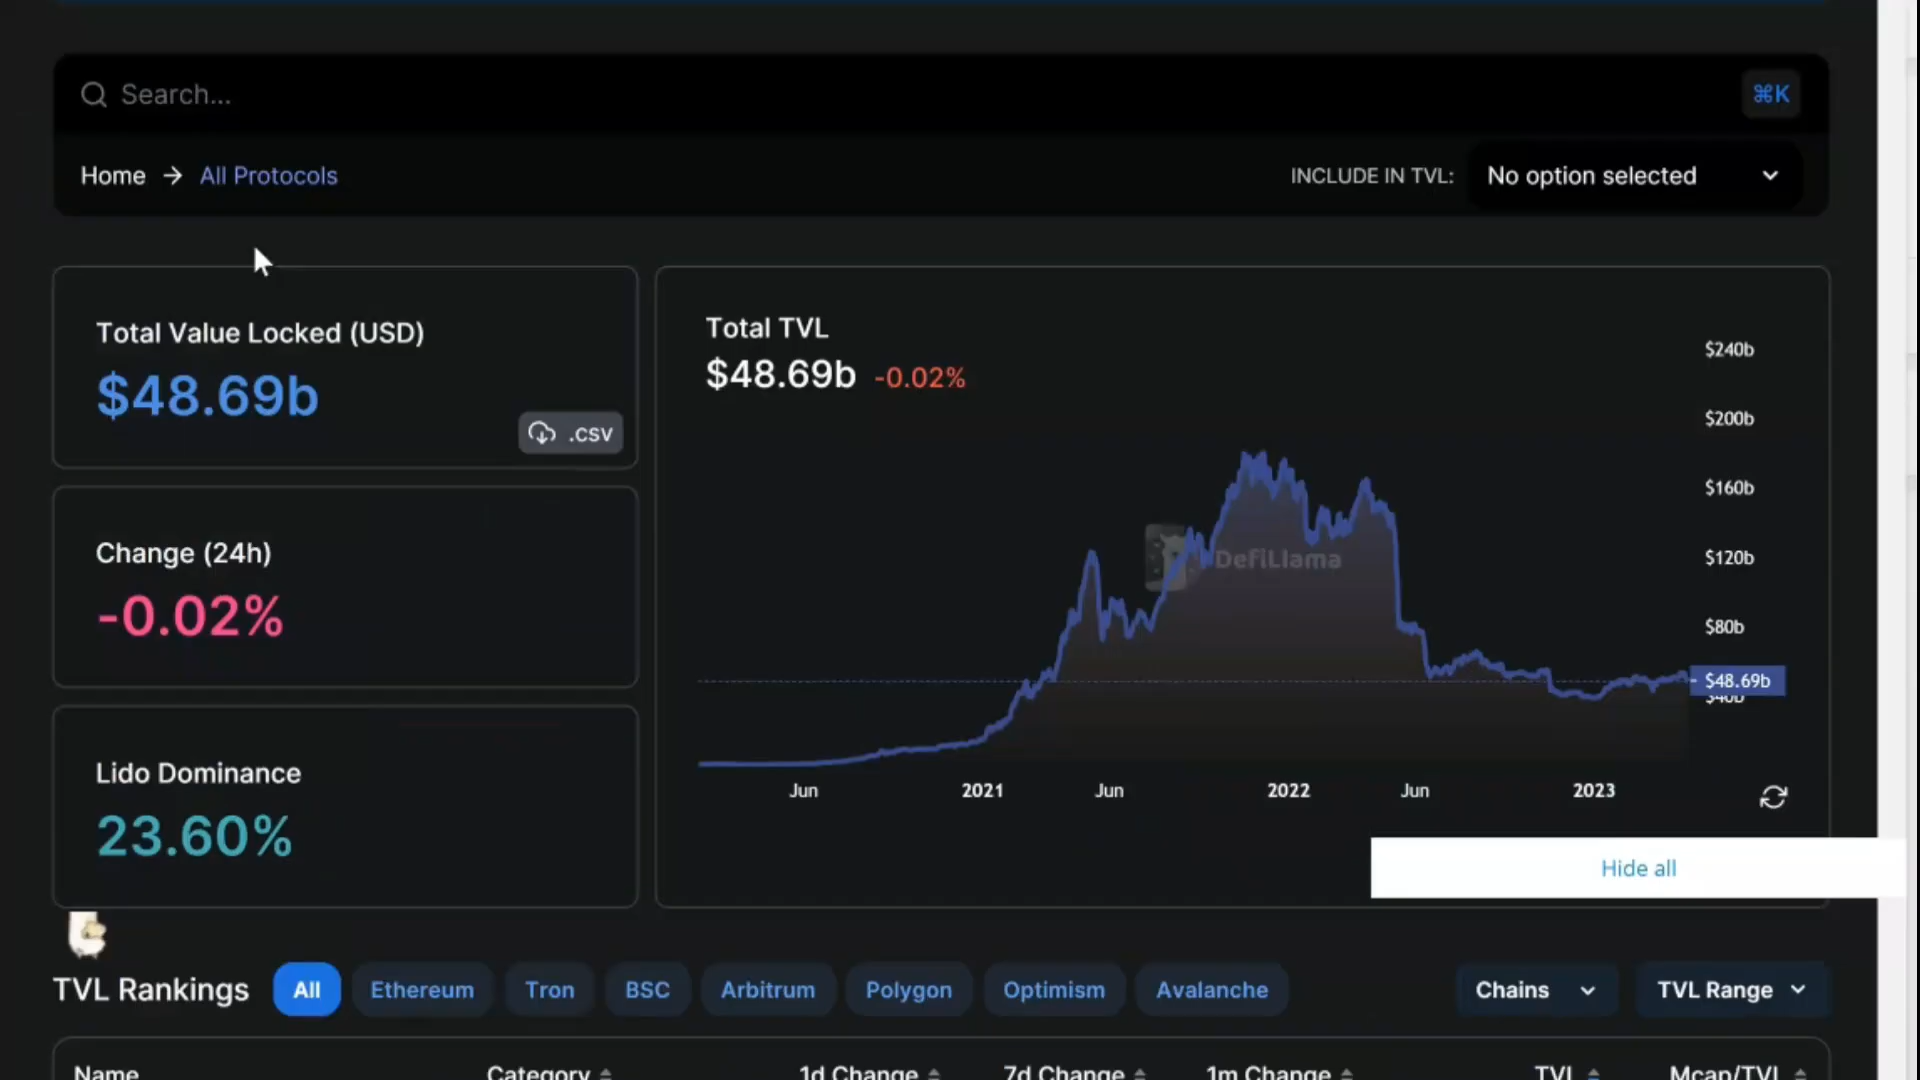 Search...
⌘K
Home → All Protocols
INCLUDE IN TVL:
No option selected
Total Value Locked (USD)
$48.69b
.csv
Change (24h)
-0.02%
Lido Dominance
23.60%
Total TVL
$48.69b -0.02%
$240b
$200b
$160b
$120b
$80b
$48.69b
$40b
DefiLlama
Jun 2021 Jun 2022 Jun 2023
Hide all
TVL Rankings
All Ethereum Tron BSC Arbitrum Polygon Optimism Avalanche
Chains
TVL Range
Name Category 1d Change 7d Change 1m Change TVL Mcap/TVL